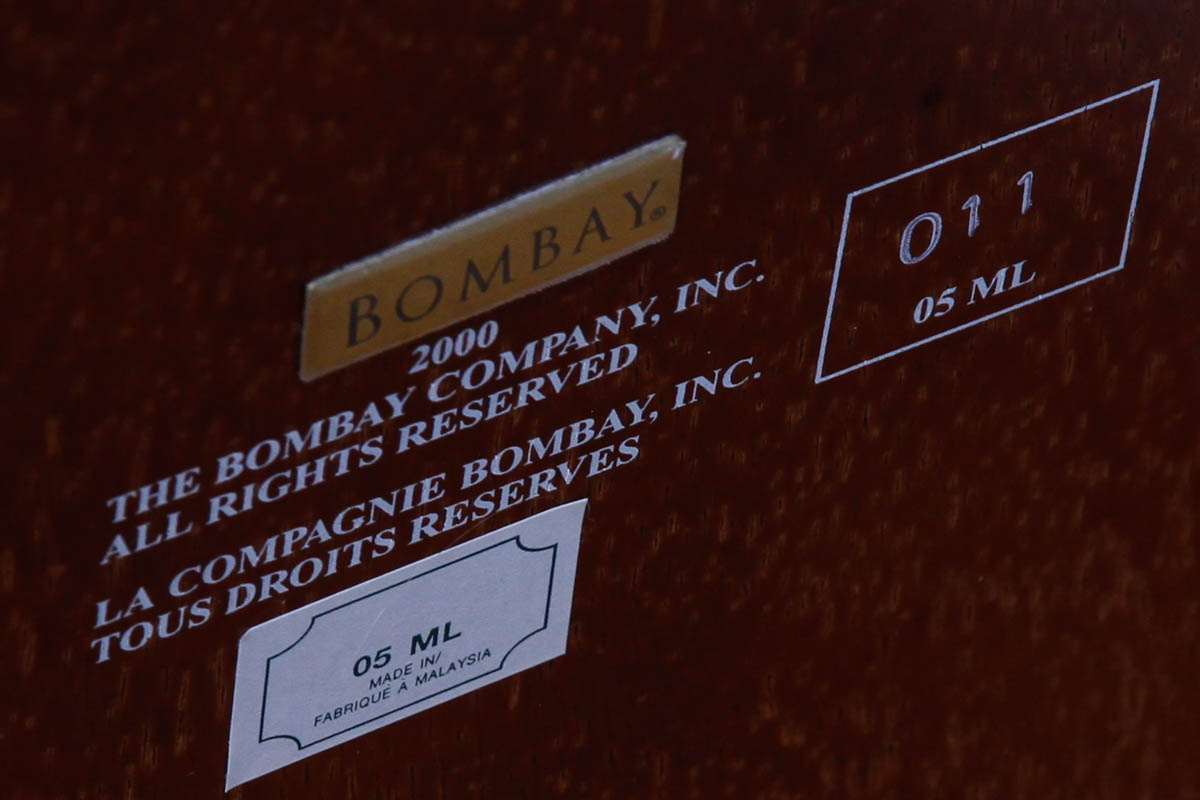 BOMBAY®
2000
THE BOMBAY COMPANY, INC.
ALL RIGHTS RESERVED
LA COMPAGNIE BOMBAY, INC.
TOUS DROITS RESERVES
05 ML
MADE IN/
FABRIQUÉ À MALAYSIA
011
05 ML